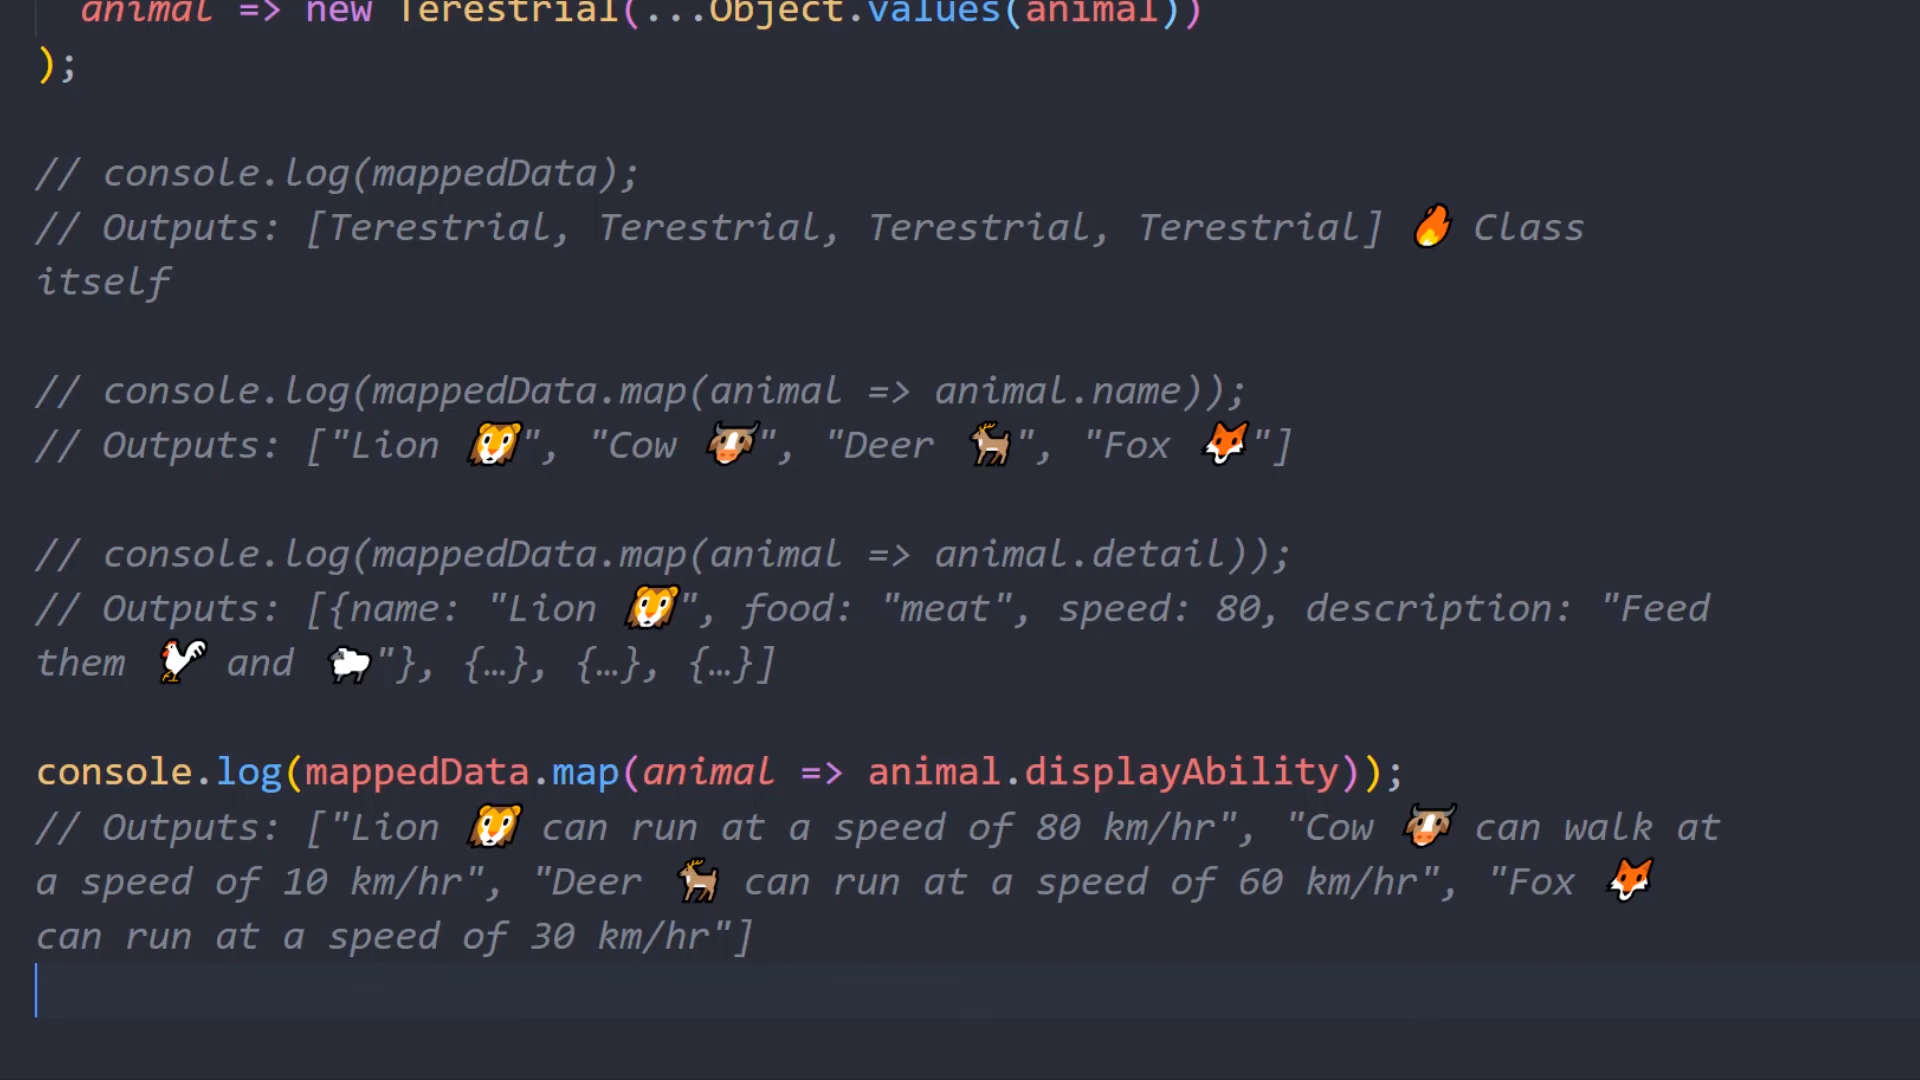 animal => new Terestrial(...Object.values(animal))
);
// console.log(mappedData);
// Outputs: [Terestrial, Terestrial, Terestrial, Terestrial] 🔥 Class
itself
// console.log(mappedData.map(animal => animal.name));
// Outputs: ["Lion 🦁", "Cow 🐮", "Deer 🦌", "Fox 🦊"]
// console.log(mappedData.map(animal => animal.detail));
// Outputs: [{name: "Lion 🦁", food: "meat", speed: 80, description: "Feed
them 🐓 and 🐑"}, {…}, {…}, {…}]
console.log(mappedData.map(animal => animal.displayAbility));
// Outputs: ["Lion 🦁 can run at a speed of 80 km/hr", "Cow 🐮 can walk at
a speed of 10 km/hr", "Deer 🦌 can run at a speed of 60 km/hr", "Fox 🦊
can run at a speed of 30 km/hr"]